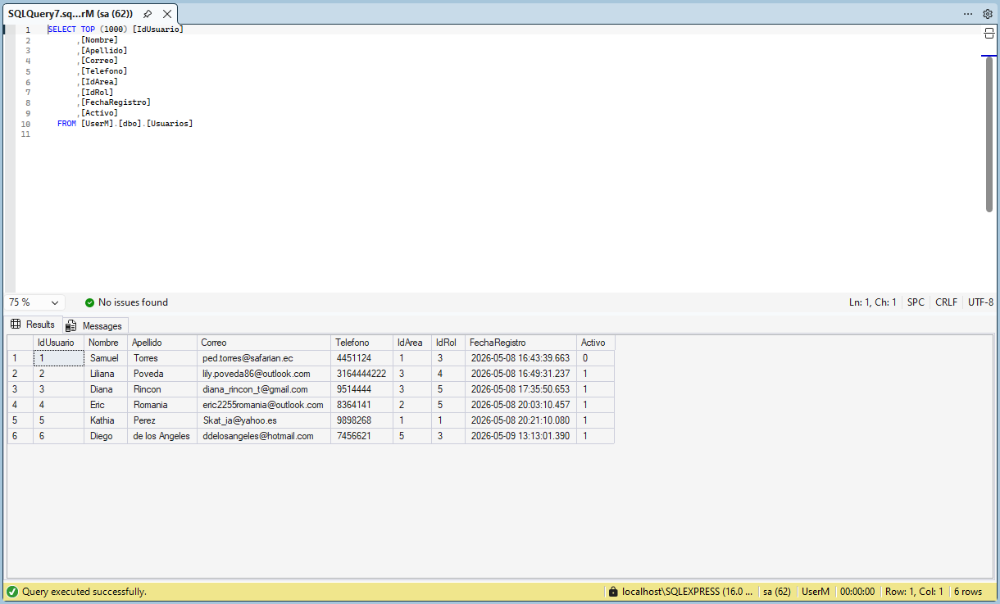 SQLQuery7.sq...rM (sa (62))
1 SELECT TOP (1000) [IdUsuario]
2 ,[Nombre]
3 ,[Apellido]
4 ,[Correo]
5 ,[Telefono]
6 ,[IdArea]
7 ,[IdRol]
8 ,[FechaRegistro]
9 ,[Activo]
10 FROM [UserM].[dbo].[Usuarios]
11
75 % No issues found Ln: 1, Ch: 1 SPC CRLF UTF-8
Results Messages
IdUsuario Nombre Apellido Correo Telefono IdArea IdRol FechaRegistro Activo
1 1 Samuel Torres ped.torres@safarian.ec 4451124 1 3 2026-05-08 16:43:39.663 0
2 2 Liliana Poveda lily.poveda86@outlook.com 3164444222 3 4 2026-05-08 16:49:31.237 1
3 3 Diana Rincon diana_rincon_t@gmail.com 9514444 3 5 2026-05-08 17:35:50.653 1
4 4 Eric Romania eric2255romania@outlook.com 8364141 2 5 2026-05-08 20:03:10.457 1
5 5 Kathia Perez Skat_ia@yahoo.es 9898268 1 1 2026-05-08 20:21:10.080 1
6 6 Diego de los Angeles ddelosangeles@hotmail.com 7456621 5 3 2026-05-09 13:13:01.390 1
Query executed successfully. localhost\SQLEXPRESS (16.0 ... sa (62) UserM 00:00:00 Row: 1, Col: 1 6 rows